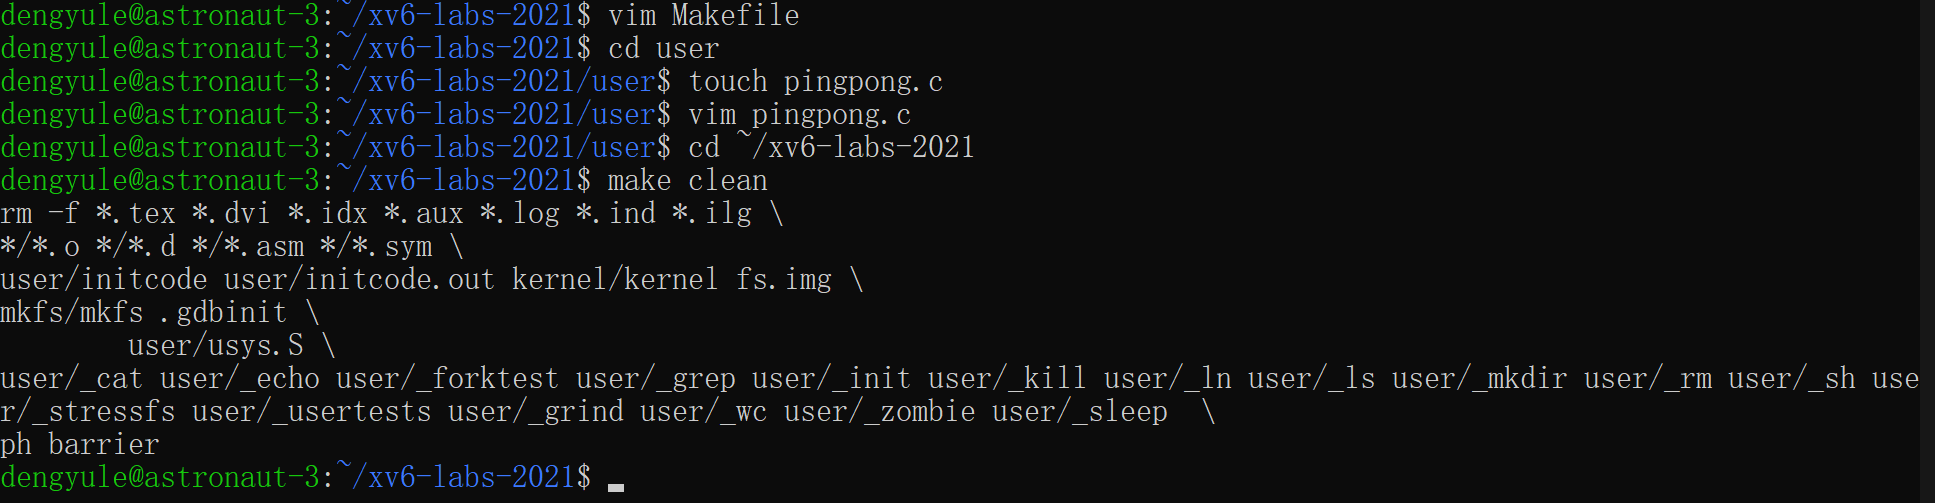 dengyule@astronaut-3:~/xv6-labs-2021$ vim Makefile
dengyule@astronaut-3:~/xv6-labs-2021$ cd user
dengyule@astronaut-3:~/xv6-labs-2021/user$ touch pingpong.c
dengyule@astronaut-3:~/xv6-labs-2021/user$ vim pingpong.c
dengyule@astronaut-3:~/xv6-labs-2021/user$ cd ~/xv6-labs-2021
dengyule@astronaut-3:~/xv6-labs-2021$ make clean
rm -f *.tex *.dvi *.idx *.aux *.log *.ind *.ilg \
*/*.o */*.d */*.asm */*.sym \
user/initcode user/initcode.out kernel/kernel fs.img \
mkfs/mkfs .gdbinit \
        user/usys.S \
user/_cat user/_echo user/_forktest user/_grep user/_init user/_kill user/_ln user/_ls user/_mkdir user/_rm user/_sh use
r/_stressfs user/_usertests user/_grind user/_wc user/_zombie user/_sleep  \
ph barrier
dengyule@astronaut-3:~/xv6-labs-2021$